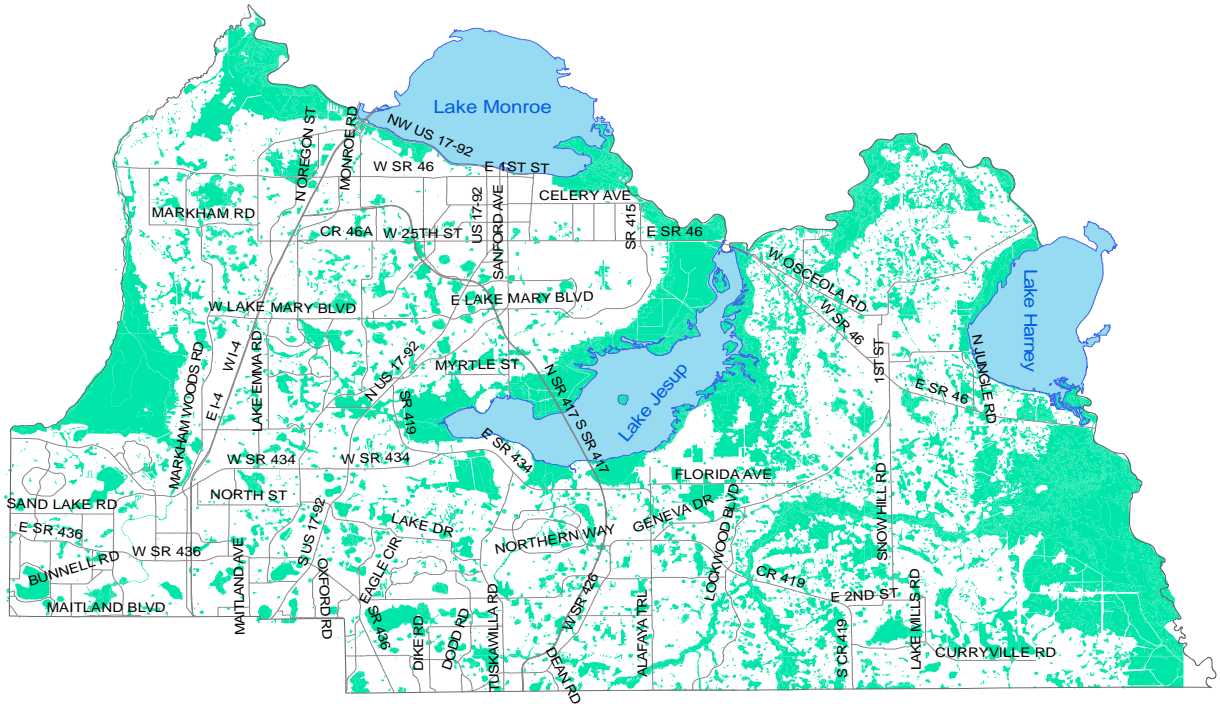 Lake Monroe
NW US 17-92
N OREGON ST
MONROE RD
W SR 46
E 1ST ST
CELERY AVE
MARKHAM RD
US 17-92
SANFORD AVE
SR 415
CR 46A
W 25TH ST
E SR 46
W OSCEOLA RD
Lake Harney
W LAKE MARY BLVD
E LAKE MARY BLVD
W SR 46
W I-4
LAKE EMMA RD
N US 17-92
MYRTLE ST
1ST ST
N JUNGLE RD
MARKHAM WOODS RD
E I-4
S SR 419
N SR 417
S SR 417
Lake Jesup
E SR 46
W SR 434
W SR 434
E SR 434
FLORIDA AVE
SAND LAKE RD
NORTH ST
SNOW HILL RD
E SR 436
LAKE DR
NORTHERN WAY
GENEVA DR
LOCKWOOD BLVD
BUNNELL RD
W SR 436
MAITLAND AVE
S US 17-92
OXFORD RD
EAGLE CIR
CR 419
E 2ND ST
MAITLAND BLVD
SR 436
DIKE RD
DODD RD
TUSKAWILLA RD
W SR 426
DEAN RD
ALAFAYA TRL
S CR 419
LAKE MILLS RD
CURRYVILLE RD